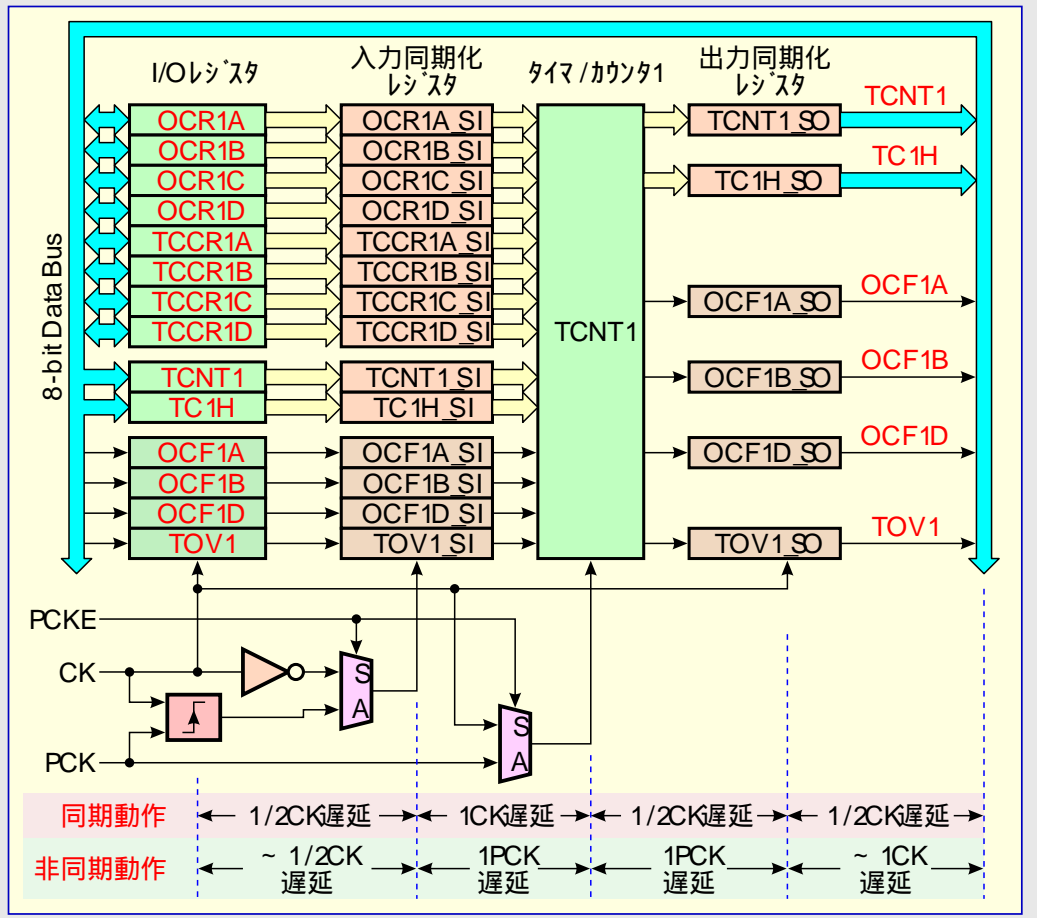 I/Oレジスタ
入力同期化
レジスタ
タイマ/カウンタ1
出力同期化
レジスタ
8-bit Data Bus
OCR1A
OCR1B
OCR1C
OCR1D
TCCR1A
TCCR1B
TCCR1C
TCCR1D
TCNT1
TC1H
OCF1A
OCF1B
OCF1D
TOV1
OCR1A_SI
OCR1B_SI
OCR1C_SI
OCR1D_SI
TCCR1A_SI
TCCR1B_SI
TCCR1C_SI
TCCR1D_SI
TCNT1_SI
TC1H_SI
OCF1A_SI
OCF1B_SI
OCF1D_SI
TOV1_SI
TCNT1
TCNT1_SO
TC1H_SO
OCF1A_SO
OCF1B_SO
OCF1D_SO
TOV1_SO
TCNT1
TC1H
OCF1A
OCF1B
OCF1D
TOV1
PCKE
CK
PCK
S
A
S
A
同期動作 1/2CK遅延 1CK遅延 1/2CK遅延 1/2CK遅延
非同期動作
~ 1/2CK
遅延
1PCK
遅延
1PCK
遅延
~ 1CK
遅延